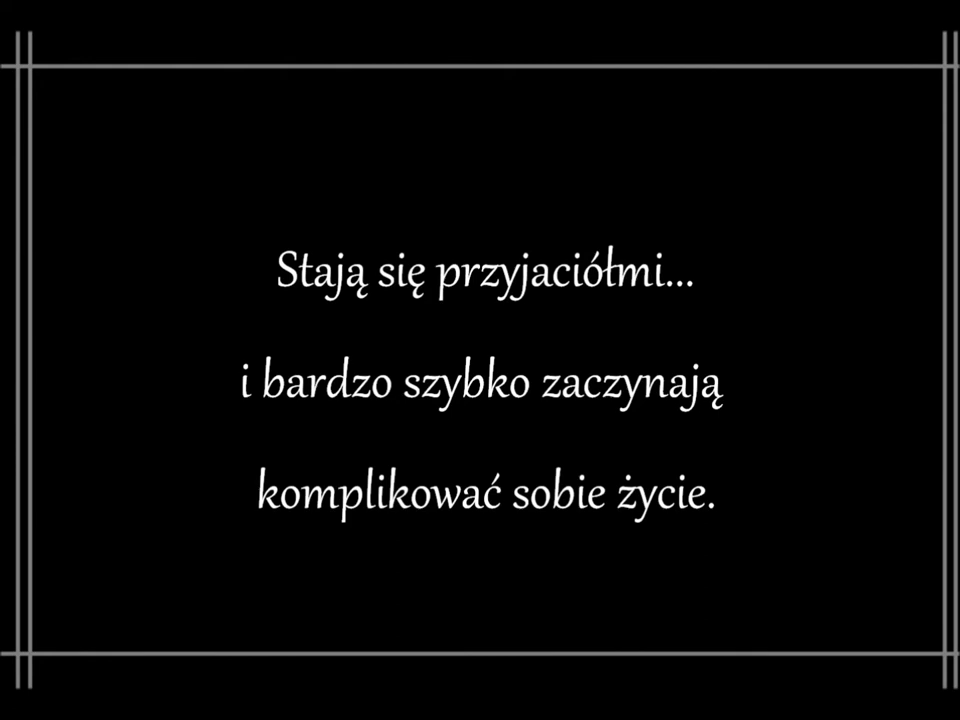 Stają się przyjaciółmi...
i bardzo szybko zaczynają
komplikować sobie życie.